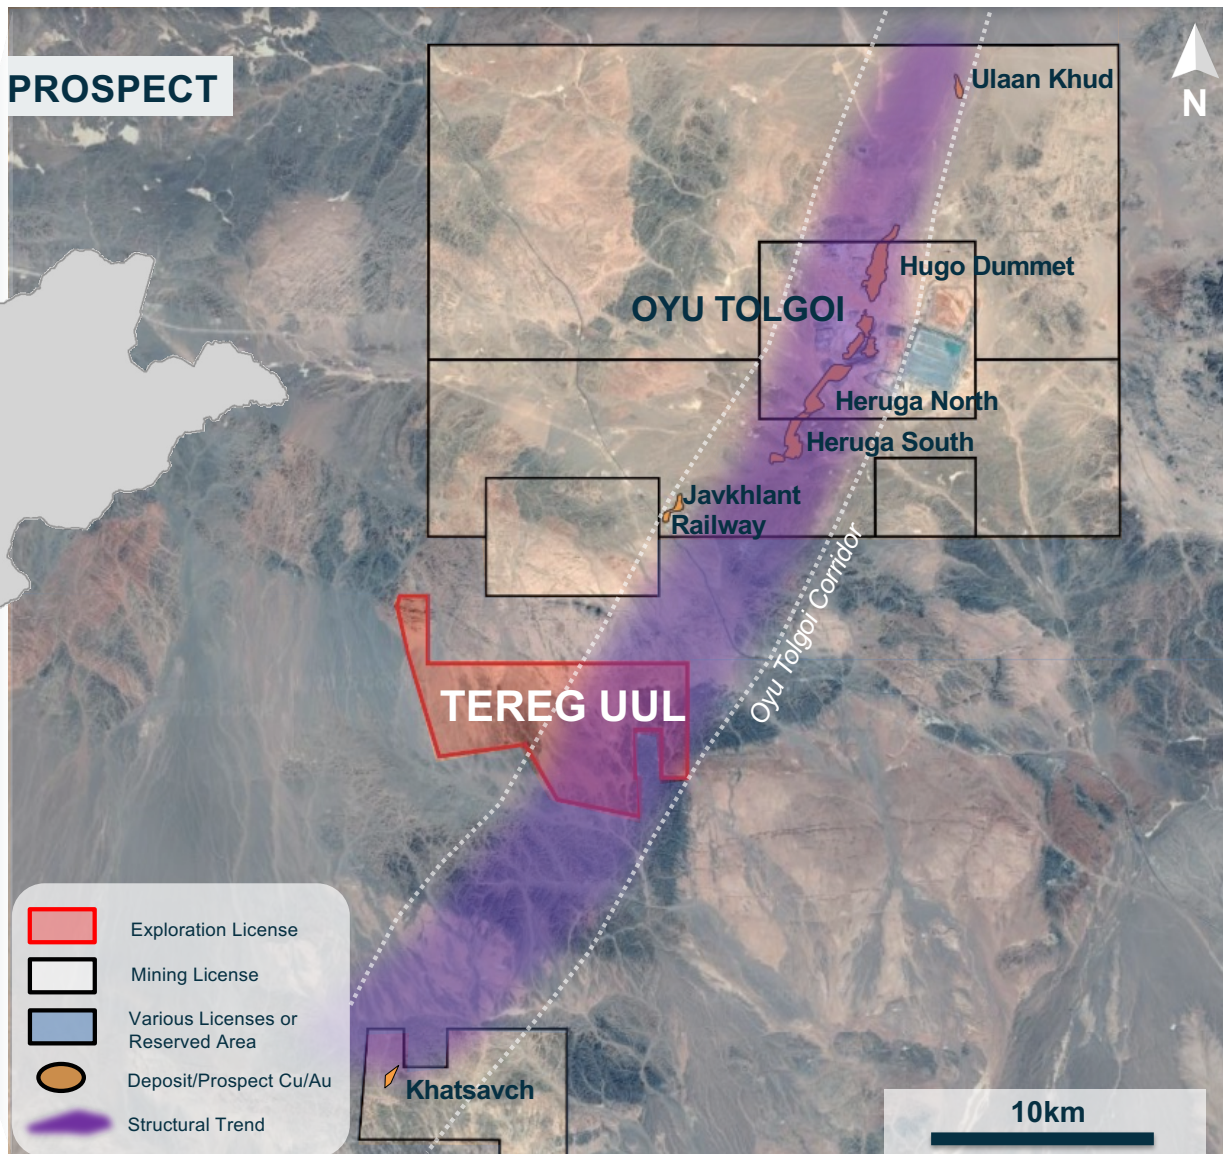 PROSPECT
N
Ulaan Khud
Hugo Dummet
OYU TOLGOI
Heruga North
Heruga South
Javkhlant
Railway
Oyu Tolgoi Corridor
TEREG UUL
Khatsavch
Exploration License
Mining License
Various Licenses or
Reserved Area
Deposit/Prospect Cu/Au
Structural Trend
10km